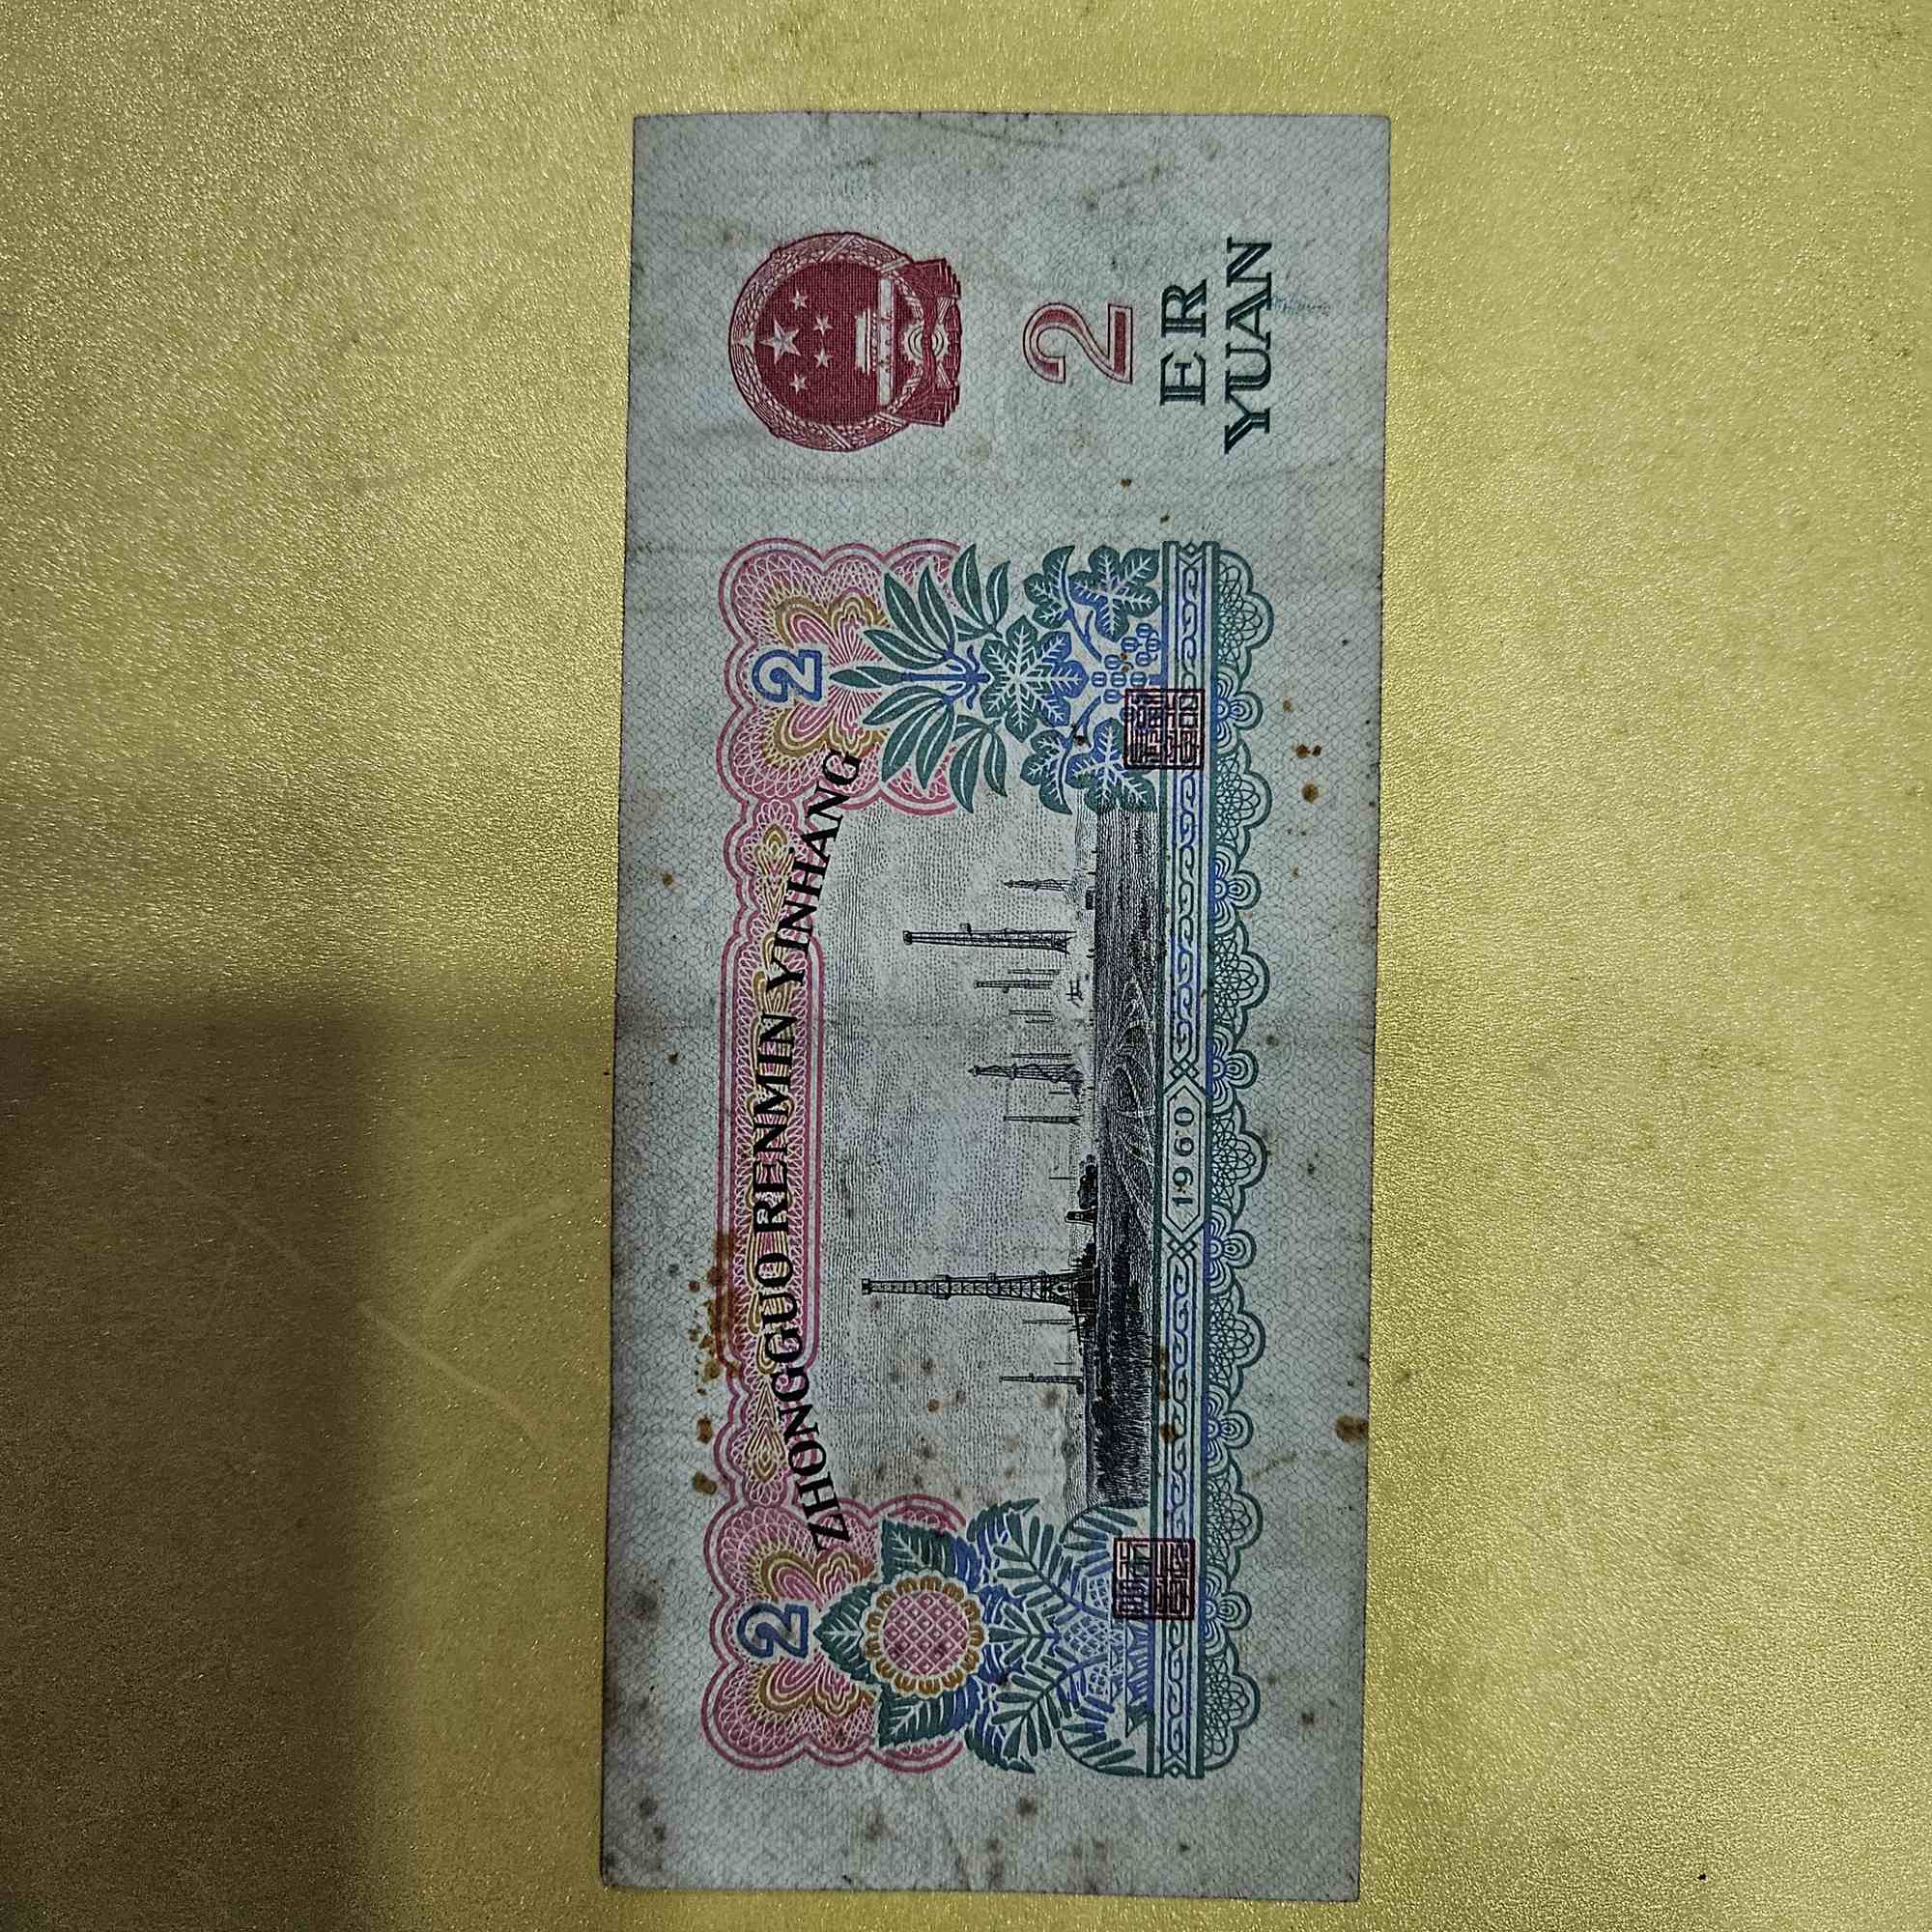 ZHONGGUO RENMIN YINHANG
2
2
2
ER
YUAN
1960